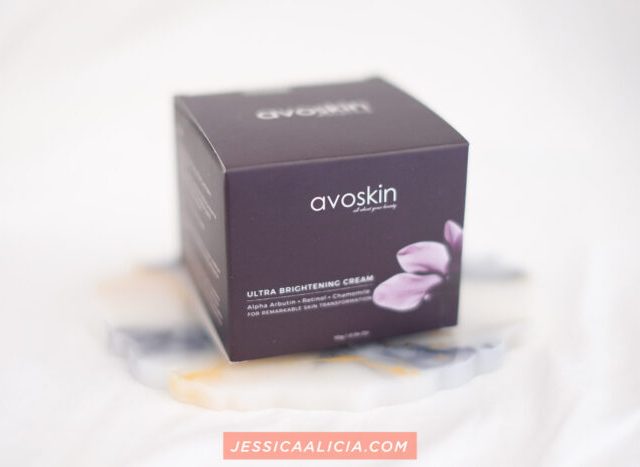 avoskin
avoskin
all about your beauty
ULTRA BRIGHTENING CREAM
Alpha Arbutin • Retinol • Chamomile
FOR REMARKABLE SKIN TRANSFORMATION
JESSICAALICIA.COM